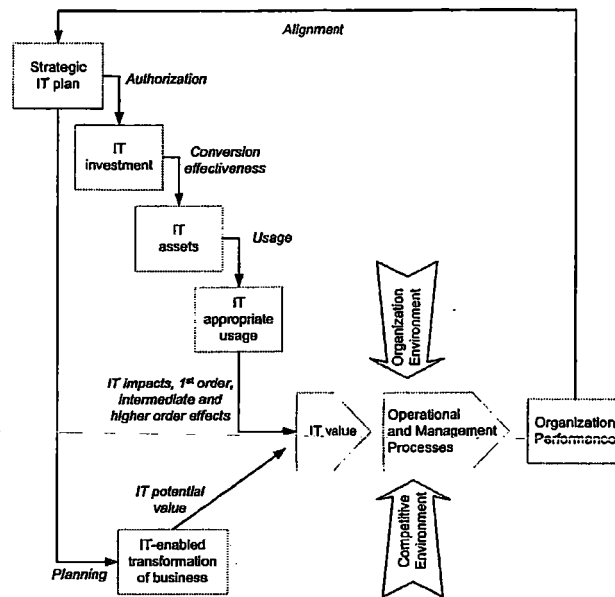 Alignment
Strategic
IT plan
Authorization
IT
investment
Conversion
effectiveness
IT
assets
Usage
IT
appropriate
usage
Organization
Environment
IT impacts, 1st order,
intermediate and
higher order effects
IT value
Operational
and Management
Processes
Organization
Performance
IT potential
value
Competitive
Environment
Planning
IT-enabled
transformation
of business